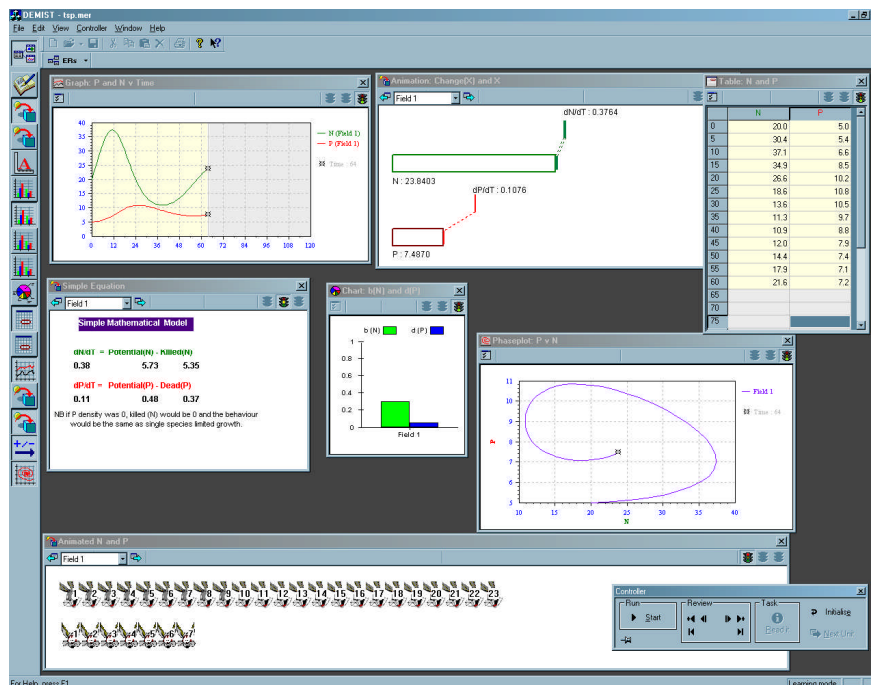 DEMIST - tsp.mer
File Edit View Controller Window Help
ERs
Graph: P and N v Time
40
35
30
25
20
15
10
5
0
0 12 24 36 48 60 72 84 96 108 120
N (Field 1)
P (Field 1)
Time : 64
Animation: Change(X) and X
Field 1
dN/dT : 0.3764
N : 23.8403
dP/dT : 0.1076
P : 7.4870
Table: N and P
N P
0 20.0 5.0
5 30.4 5.4
10 37.1 6.6
15 34.9 8.5
20 26.6 10.2
25 18.6 10.8
30 13.6 10.5
35 11.3 9.7
40 10.9 8.8
45 12.0 7.9
50 14.4 7.4
55 17.9 7.1
60 21.6 7.2
65
70
75
Simple Equation
Field 1
Simple Mathematical Model
dN/dT = Potential(N) - Killed(N)
0.38 5.73 5.35
dP/dT = Potential(P) - Dead(P)
0.11 0.48 0.37
NB if P density was 0, killed (N) would be 0 and the behaviour
would be the same as single species limited growth.
Chart: b(N) and d(P)
b (N) d (P)
1
0.8
0.6
0.4
0.2
0
Field 1
Phaseplot: P v N
11
10
9
8
7
6
5
P
10 15 20 25 30 35 40
N
Field 1
Time : 64
Animated N and P
Field 1
1 2 3 4 5 6 7 8 9 10 11 12 13 14 15 16 17 18 19 20 21 22 23
1 2 3 4 5 6 7
Controller
Run Review Task
Start
Read it
Initialise
Next Unit
For Help, press F1
Learning mode